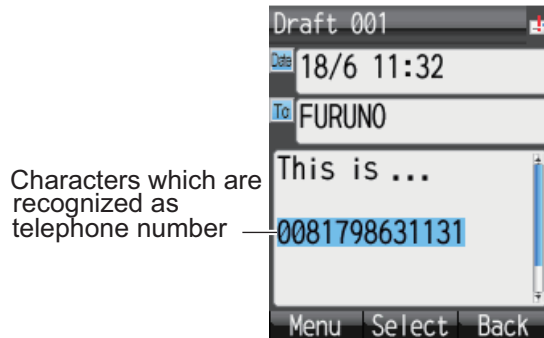 Draft 001
Date 18/6 11:32
To FURUNO
This is ...
Characters which are
recognized as
telephone number
0081798631131
Menu Select Back